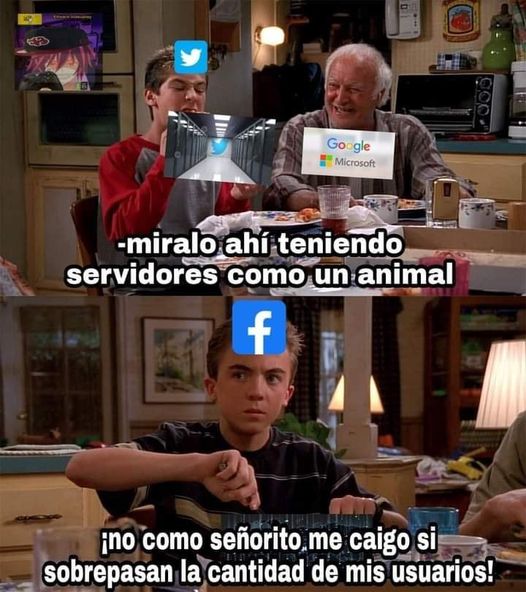 Google
Microsoft
-miralo ahí teniendo
servidores como un animal
¡no como señorito me caigo si
sobrepasan la cantidad de mis usuarios!